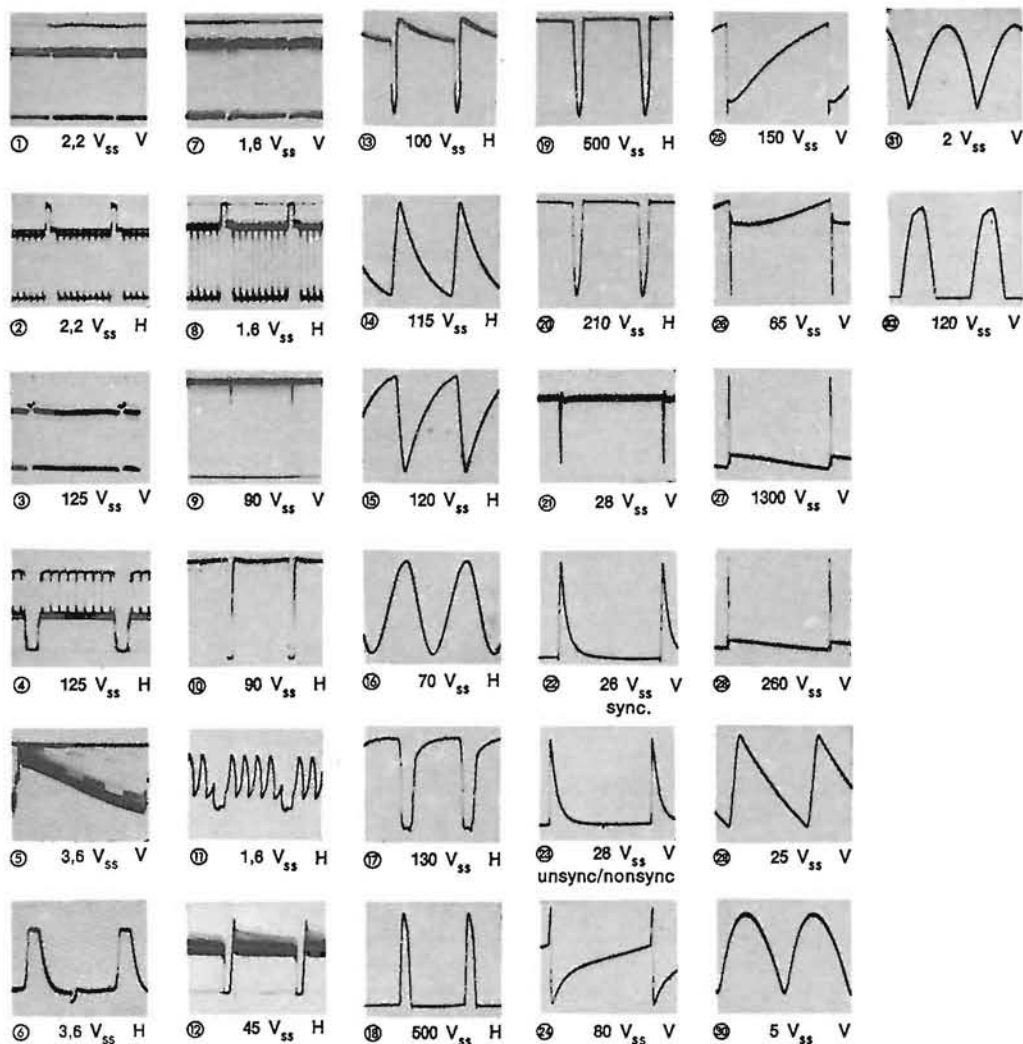 ① 2,2 Vss V
⑦ 1,6 Vss V
⑬ 100 Vss H
⑲ 500 Vss H
㉕ 150 Vss V
㉛ 2 Vss V
② 2,2 Vss H
⑧ 1,6 Vss H
⑭ 115 Vss H
⑳ 210 Vss H
㉖ 65 Vss V
120 Vss V
③ 125 Vss V
⑨ 90 Vss V
⑮ 120 Vss H
㉑ 28 Vss V
㉗ 1300 Vss V
④ 125 Vss H
⑩ 90 Vss H
⑯ 70 Vss H
㉒ 26 Vss V
sync.
㉘ 260 Vss V
⑤ 3,6 Vss V
⑪ 1,6 Vss H
⑰ 130 Vss H
㉓ 28 Vss V
unsync/nonsync
㉙ 25 Vss V
⑥ 3,6 Vss H
⑫ 45 Vss H
⑱ 500 Vss H
㉔ 80 Vss V
㉚ 5 Vss V